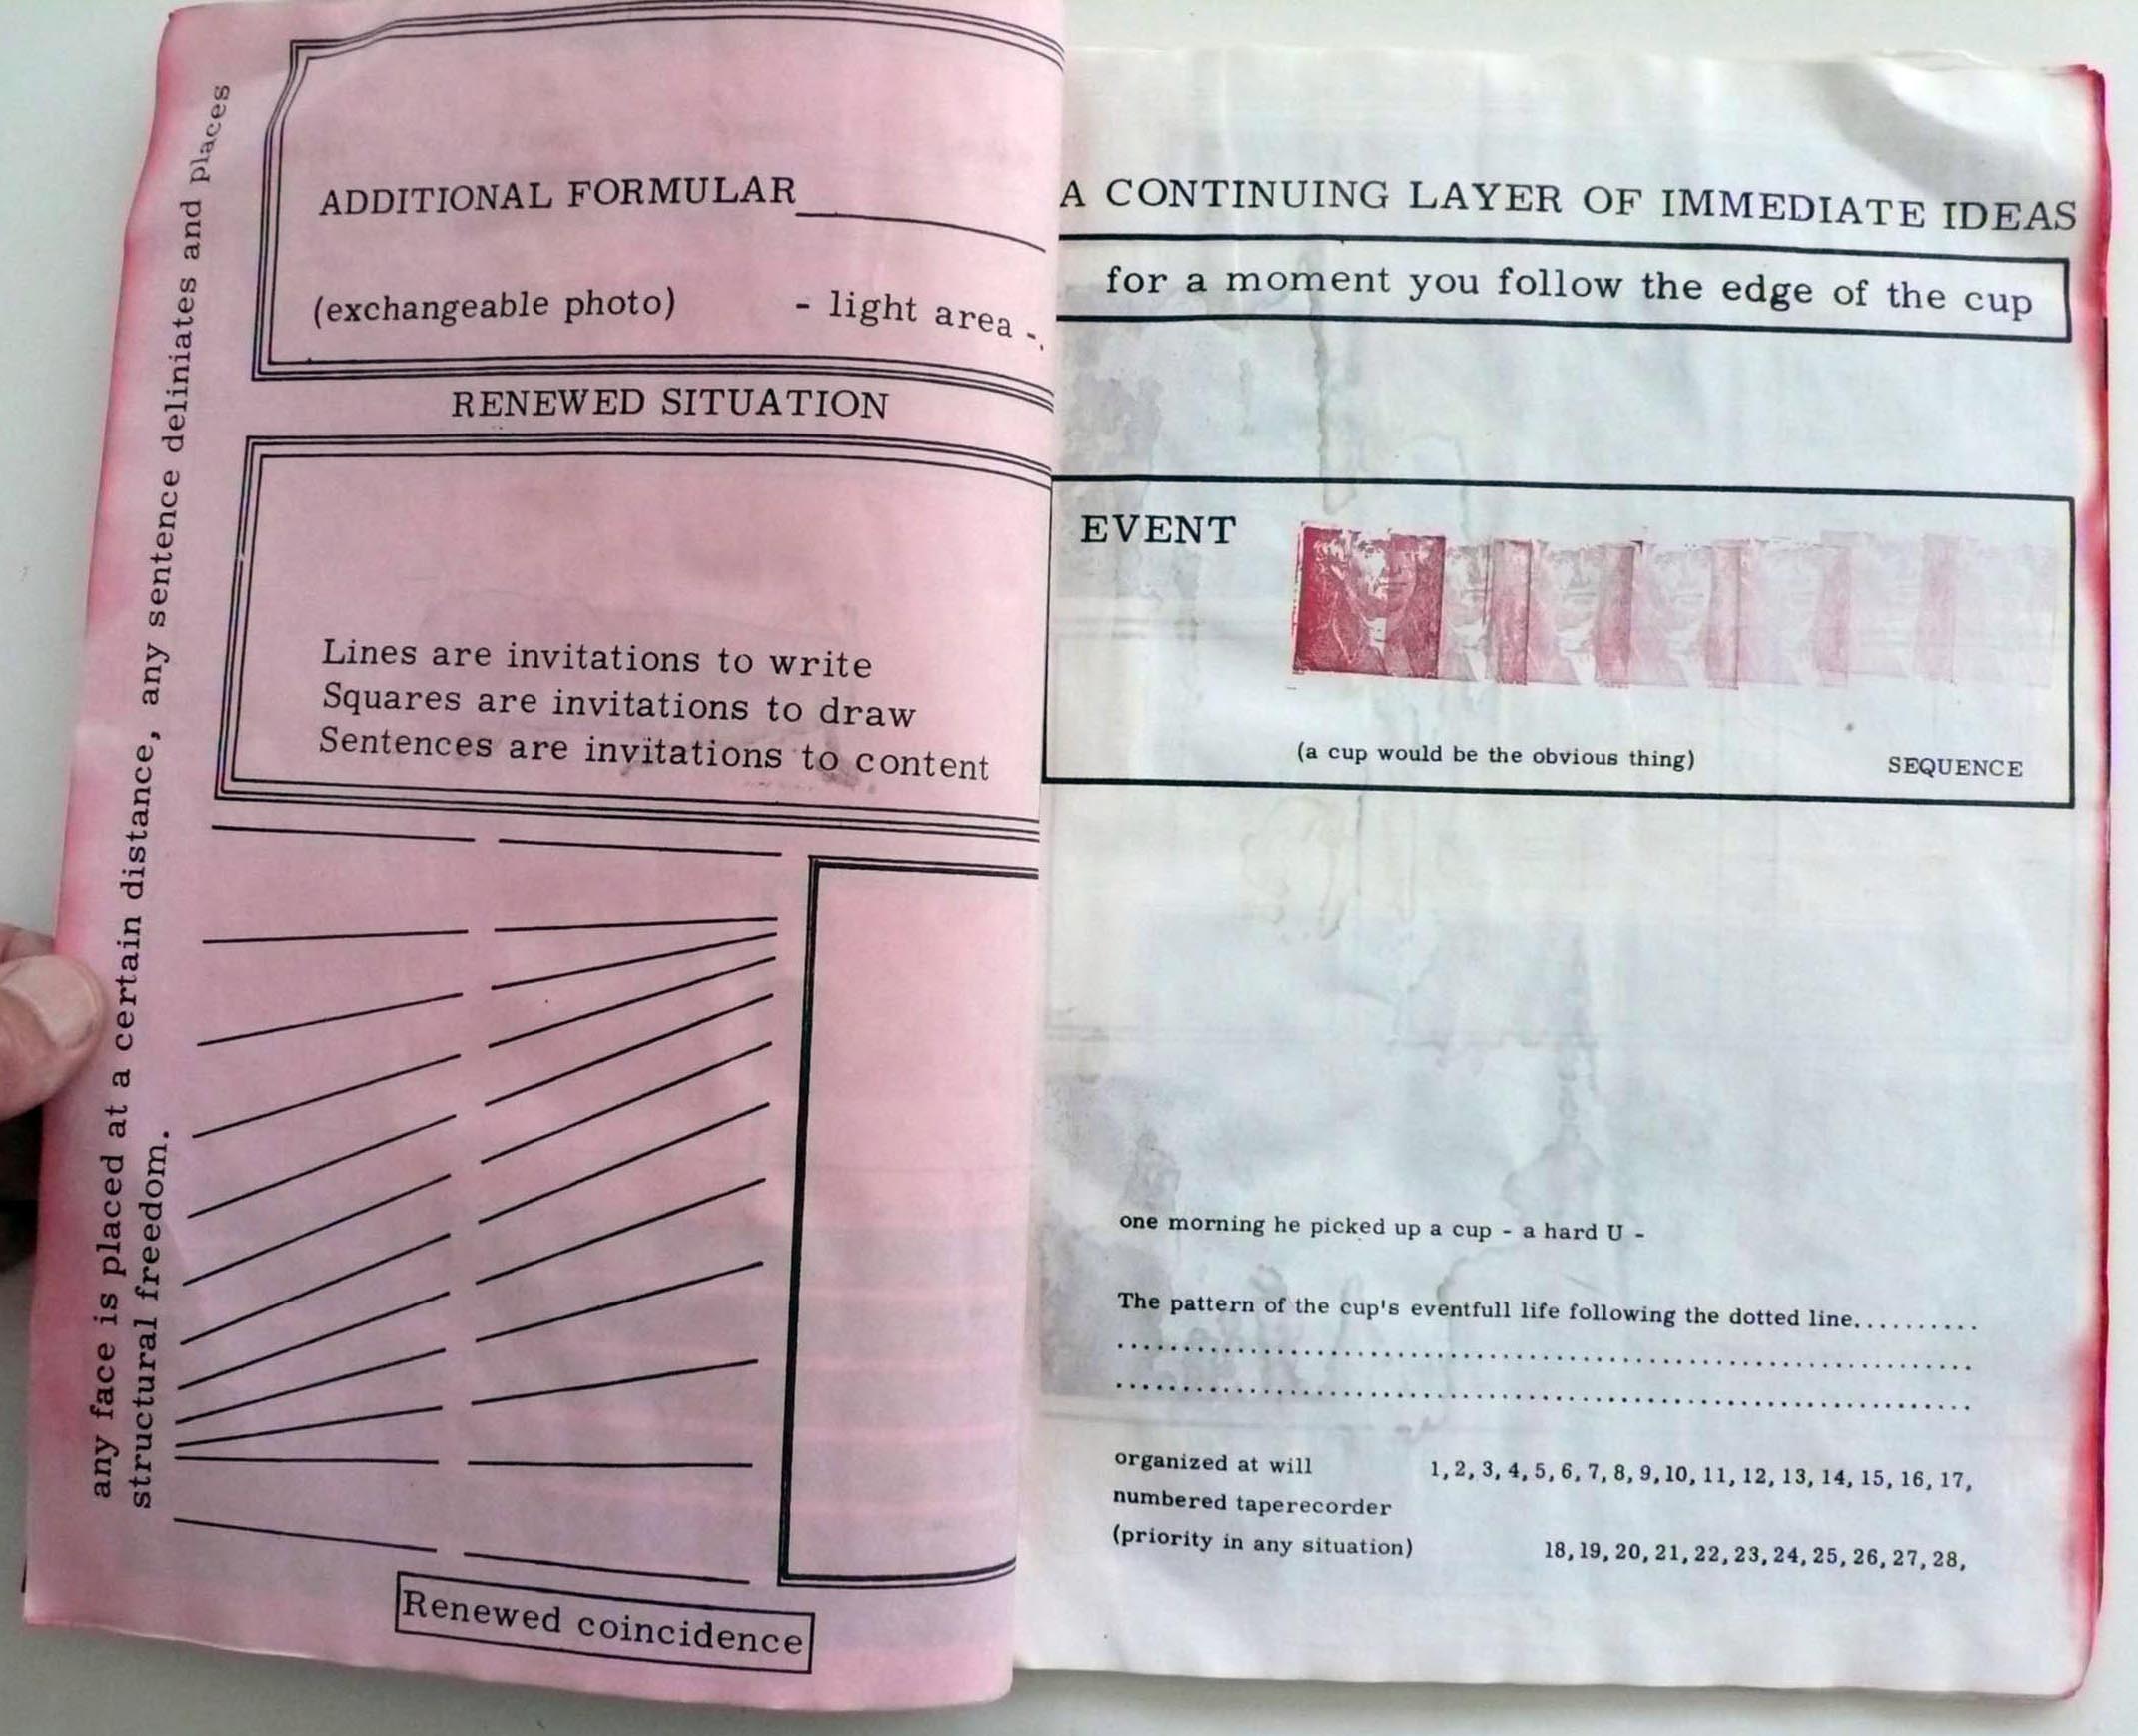 any face is placed at a certain distance, any sentence deliniates and places
structural freedom.
ADDITIONAL FORMULAR
(exchangeable photo) - light area -
RENEWED SITUATION
Lines are invitations to write
Squares are invitations to draw
Sentences are invitations to content
Renewed coincidence
A CONTINUING LAYER OF IMMEDIATE IDEAS
for a moment you follow the edge of the cup
EVENT
(a cup would be the obvious thing) SEQUENCE
one morning he picked up a cup - a hard U -
The pattern of the cup's eventfull life following the dotted line..........
organized at will 1, 2, 3, 4, 5, 6, 7, 8, 9, 10, 11, 12, 13, 14, 15, 16, 17,
numbered taperecorder
(priority in any situation) 18, 19, 20, 21, 22, 23, 24, 25, 26, 27, 28,